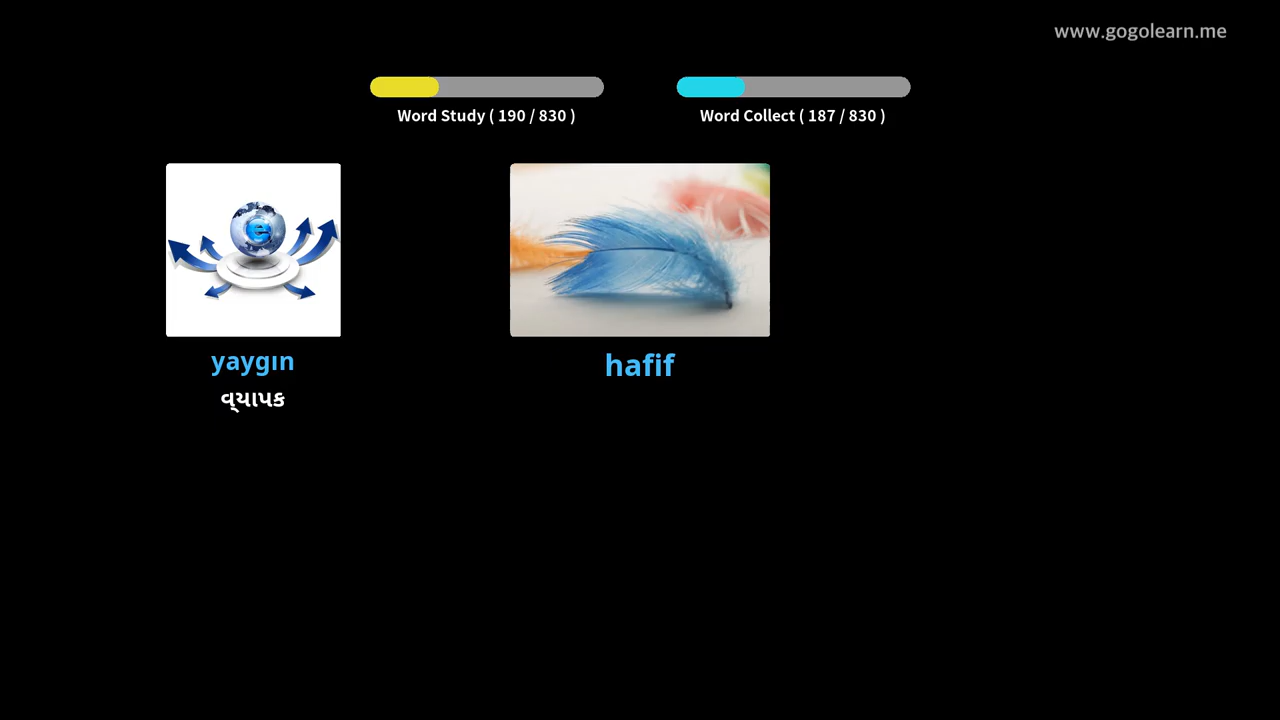 www.gogolearn.me
Word Study ( 190 / 830 )
Word Collect ( 187 / 830 )
e
yaygın
hafif
વ્યાપક